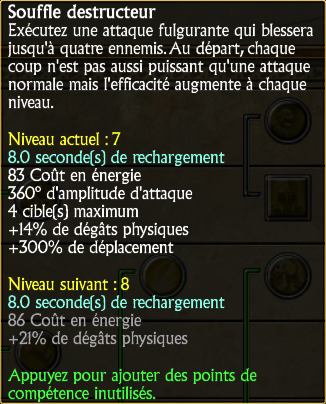 Souffle destructeur
Exécutez une attaque fulgurante qui blessera
jusqu'à quatre ennemis. Au départ, chaque
coup n'est pas aussi puissant qu'une attaque
normale mais l'efficacité augmente à chaque
niveau.
Niveau actuel : 7
8.0 seconde(s) de rechargement
83 Coût en énergie
360° d'amplitude d'attaque
4 cible(s) maximum
+14% de dégâts physiques
+300% de déplacement
Niveau suivant : 8
8.0 seconde(s) de rechargement
86 Coût en énergie
+21% de dégâts physiques
Appuyez pour ajouter des points de
compétence inutilisés.